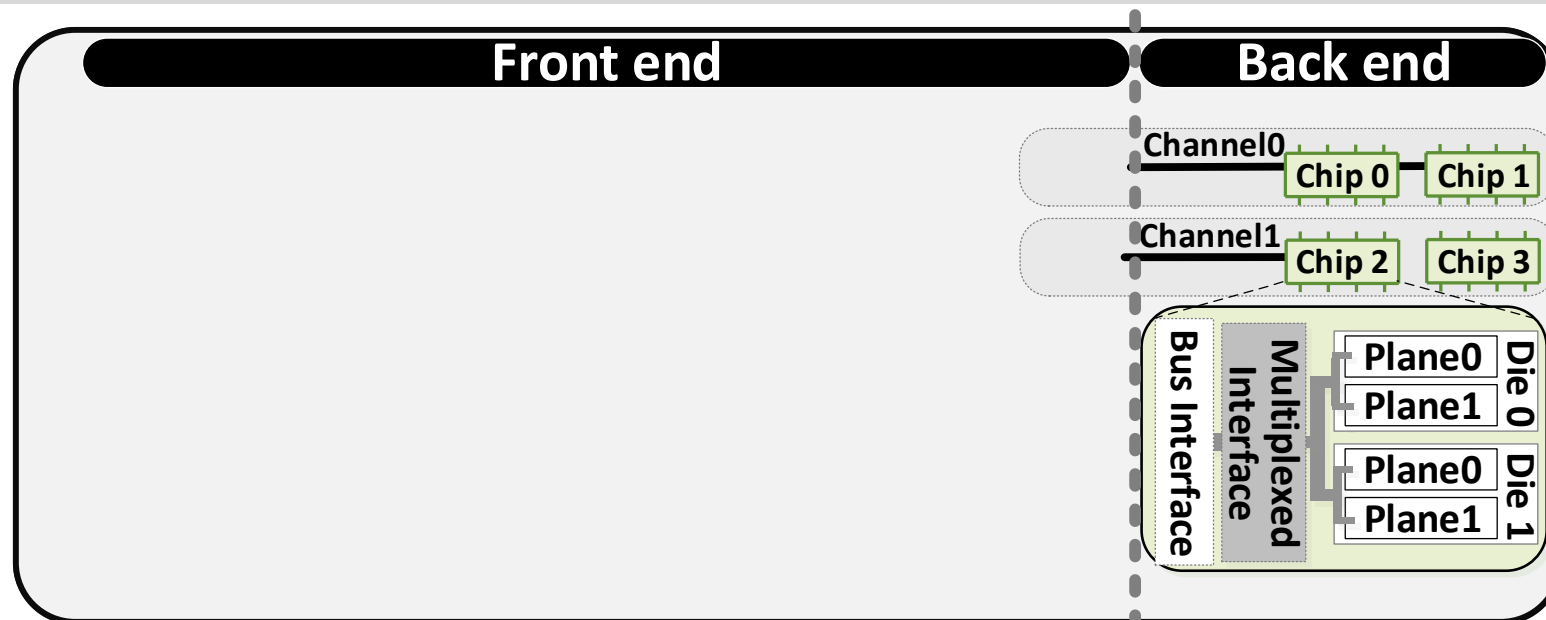 Front end
Back end
Channel0
Chip 0
Chip 1
Channel1
Chip 2
Chip 3
Bus Interface
Multiplexed
Interface
Plane0
Plane1
Die 0
Plane0
Plane1
Die 1